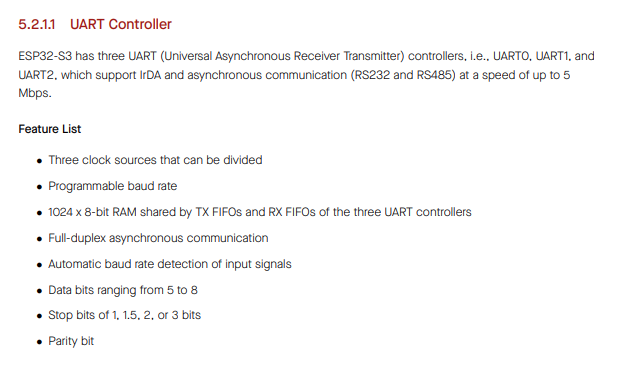 5.2.1.1 UART Controller
ESP32-S3 has three UART (Universal Asynchronous Receiver Transmitter) controllers, i.e., UART0, UART1, and
UART2, which support IrDA and asynchronous communication (RS232 and RS485) at a speed of up to 5
Mbps.
Feature List
• Three clock sources that can be divided
• Programmable baud rate
• 1024 x 8-bit RAM shared by TX FIFOs and RX FIFOs of the three UART controllers
• Full-duplex asynchronous communication
• Automatic baud rate detection of input signals
• Data bits ranging from 5 to 8
• Stop bits of 1, 1.5, 2, or 3 bits
• Parity bit